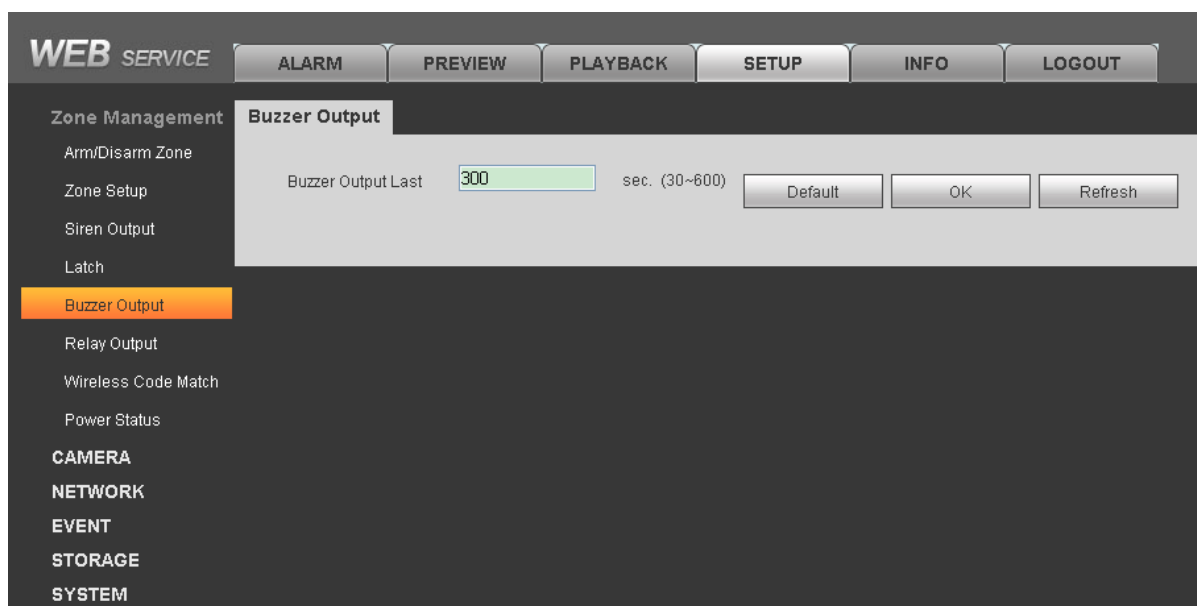 WEB SERVICE
ALARM PREVIEW PLAYBACK SETUP INFO LOGOUT
Zone Management
Arm/Disarm Zone
Zone Setup
Siren Output
Latch
Buzzer Output
Relay Output
Wireless Code Match
Power Status
CAMERA
NETWORK
EVENT
STORAGE
SYSTEM
Buzzer Output
Buzzer Output Last 300 sec. (30~600) Default OK Refresh